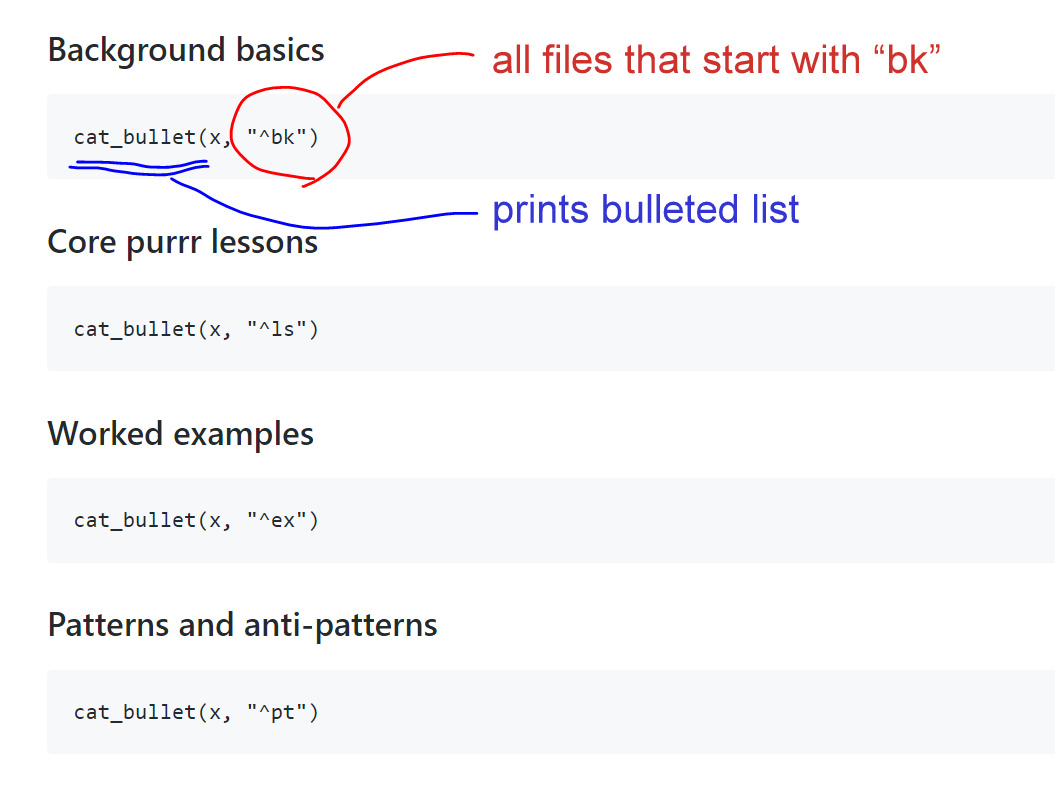 Background basics
all files that start with “bk”
cat_bullet(x, "^bk")
prints bulleted list
Core purrr lessons
cat_bullet(x, "^ls")
Worked examples
cat_bullet(x, "^ex")
Patterns and anti-patterns
cat_bullet(x, "^pt")